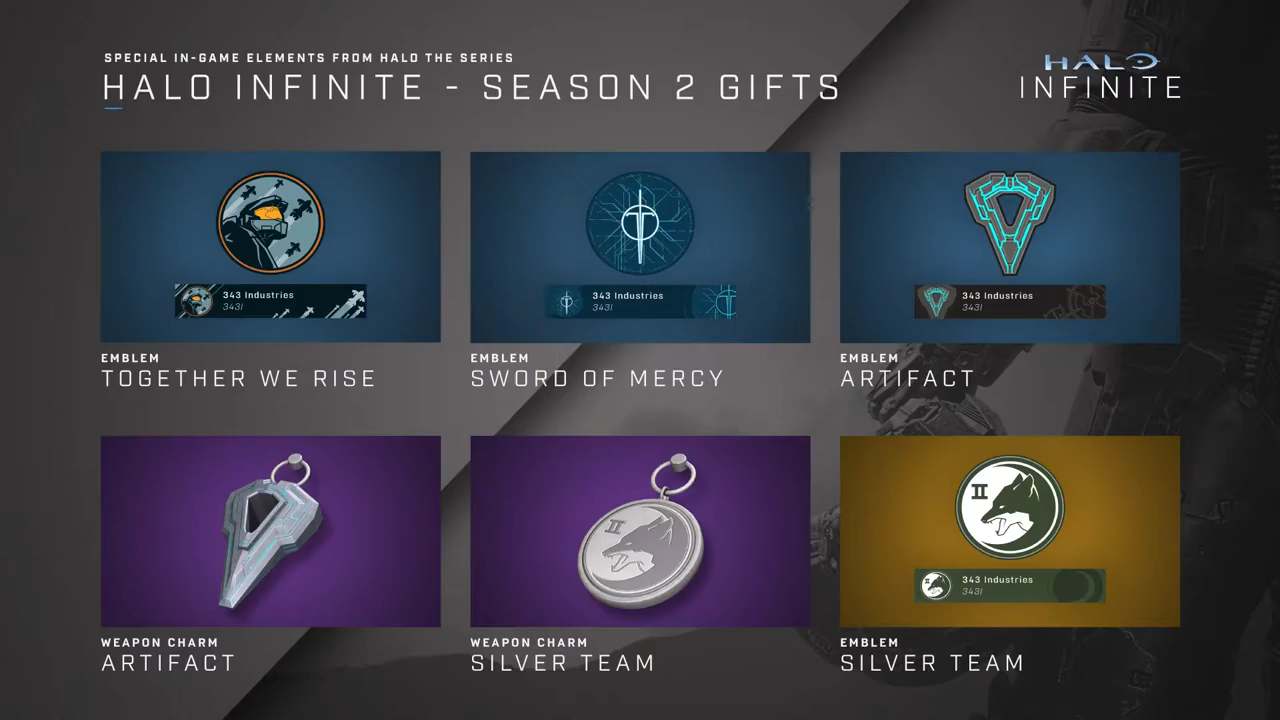 SPECIAL IN-GAME ELEMENTS FROM HALO THE SERIES
HALO INFINITE - SEASON 2 GIFTS
HALO
INFINITE
343 Industries
343I
343 Industries
343I
343 Industries
343I
EMBLEM
TOGETHER WE RISE
EMBLEM
SWORD OF MERCY
EMBLEM
ARTIFACT
II
II
343 Industries
343I
WEAPON CHARM
ARTIFACT
WEAPON CHARM
SILVER TEAM
EMBLEM
SILVER TEAM